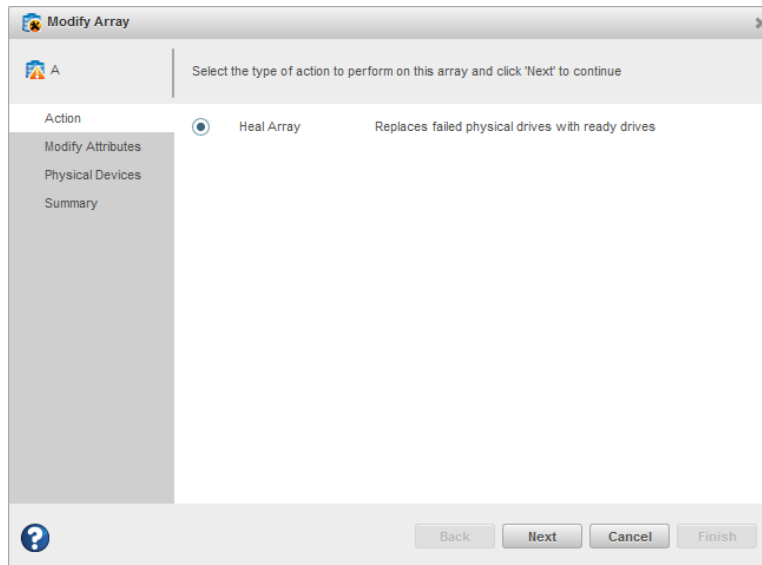 Modify Array
A
Select the type of action to perform on this array and click 'Next' to continue
Action
Modify Attributes
Physical Devices
Summary
Heal Array
Replaces failed physical drives with ready drives
?
Back
Next
Cancel
Finish